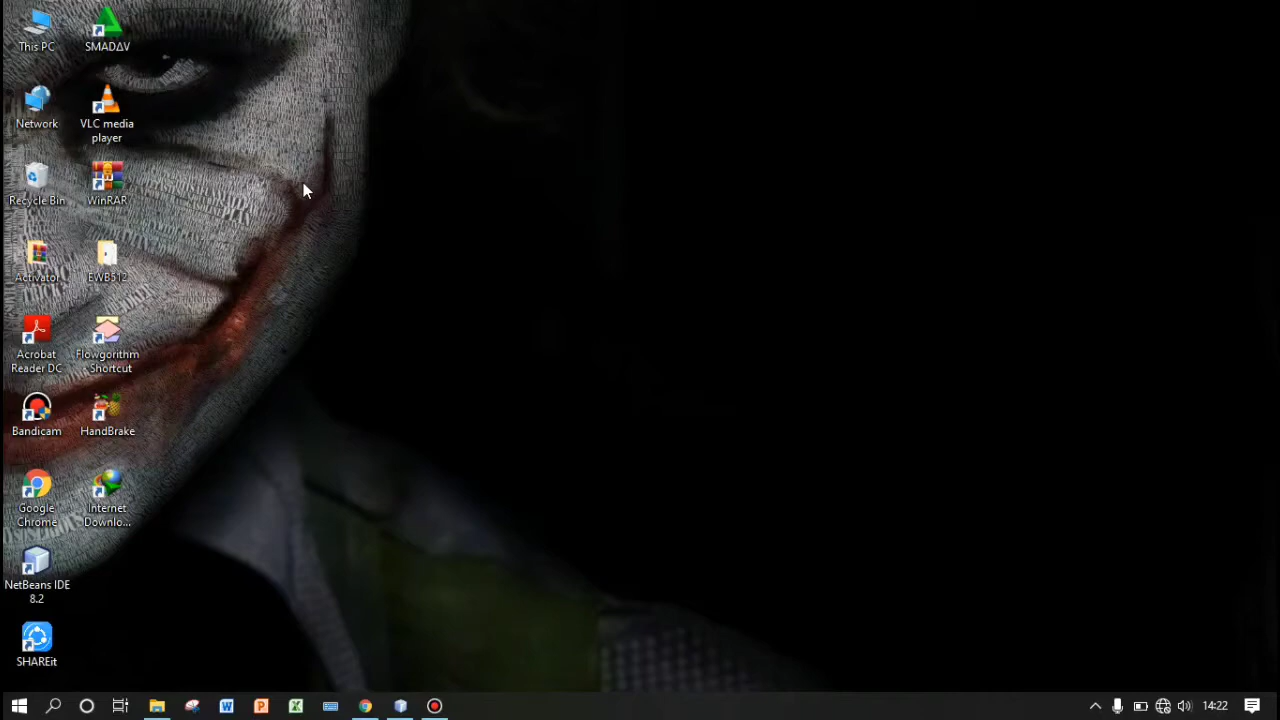 This PC
SMADΔV
Network
VLC media
player
Recycle Bin
WinRAR
Activator
EWB512
Acrobat
Reader DC
Flowgorithm
Shortcut
Bandicam
HandBrake
Google
Chrome
Internet
Downlo...
NetBeans IDE
8.2
SHAREit
14:22